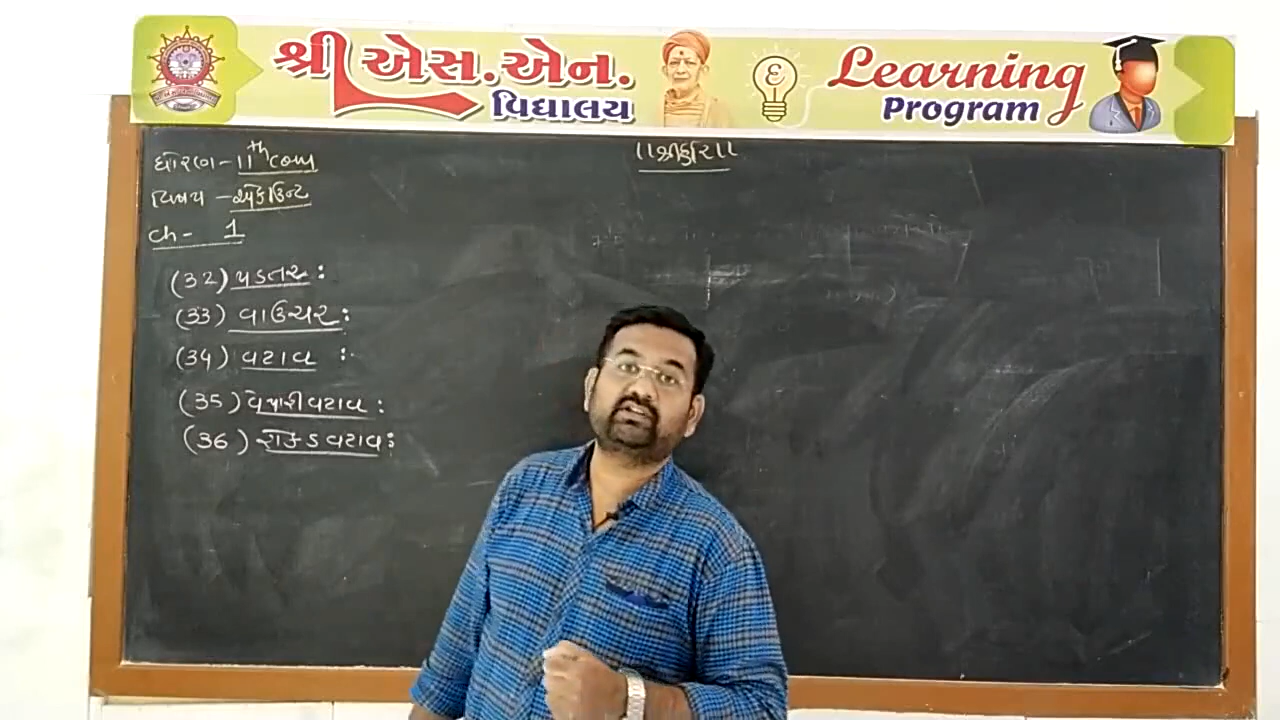 શ્રી એસ.એન.
વિદ્યાલય
Learning
Program
॥શ્રીહરિ॥
ધોરણ - 11th com
વિષય - એકાઉન્ટ
ch - 1
(32) પડતર :
(33) વાઉચર :
(34) વટાવ :
(35) વેપારી વટાવ :
(36) રોકડ વટાવ :